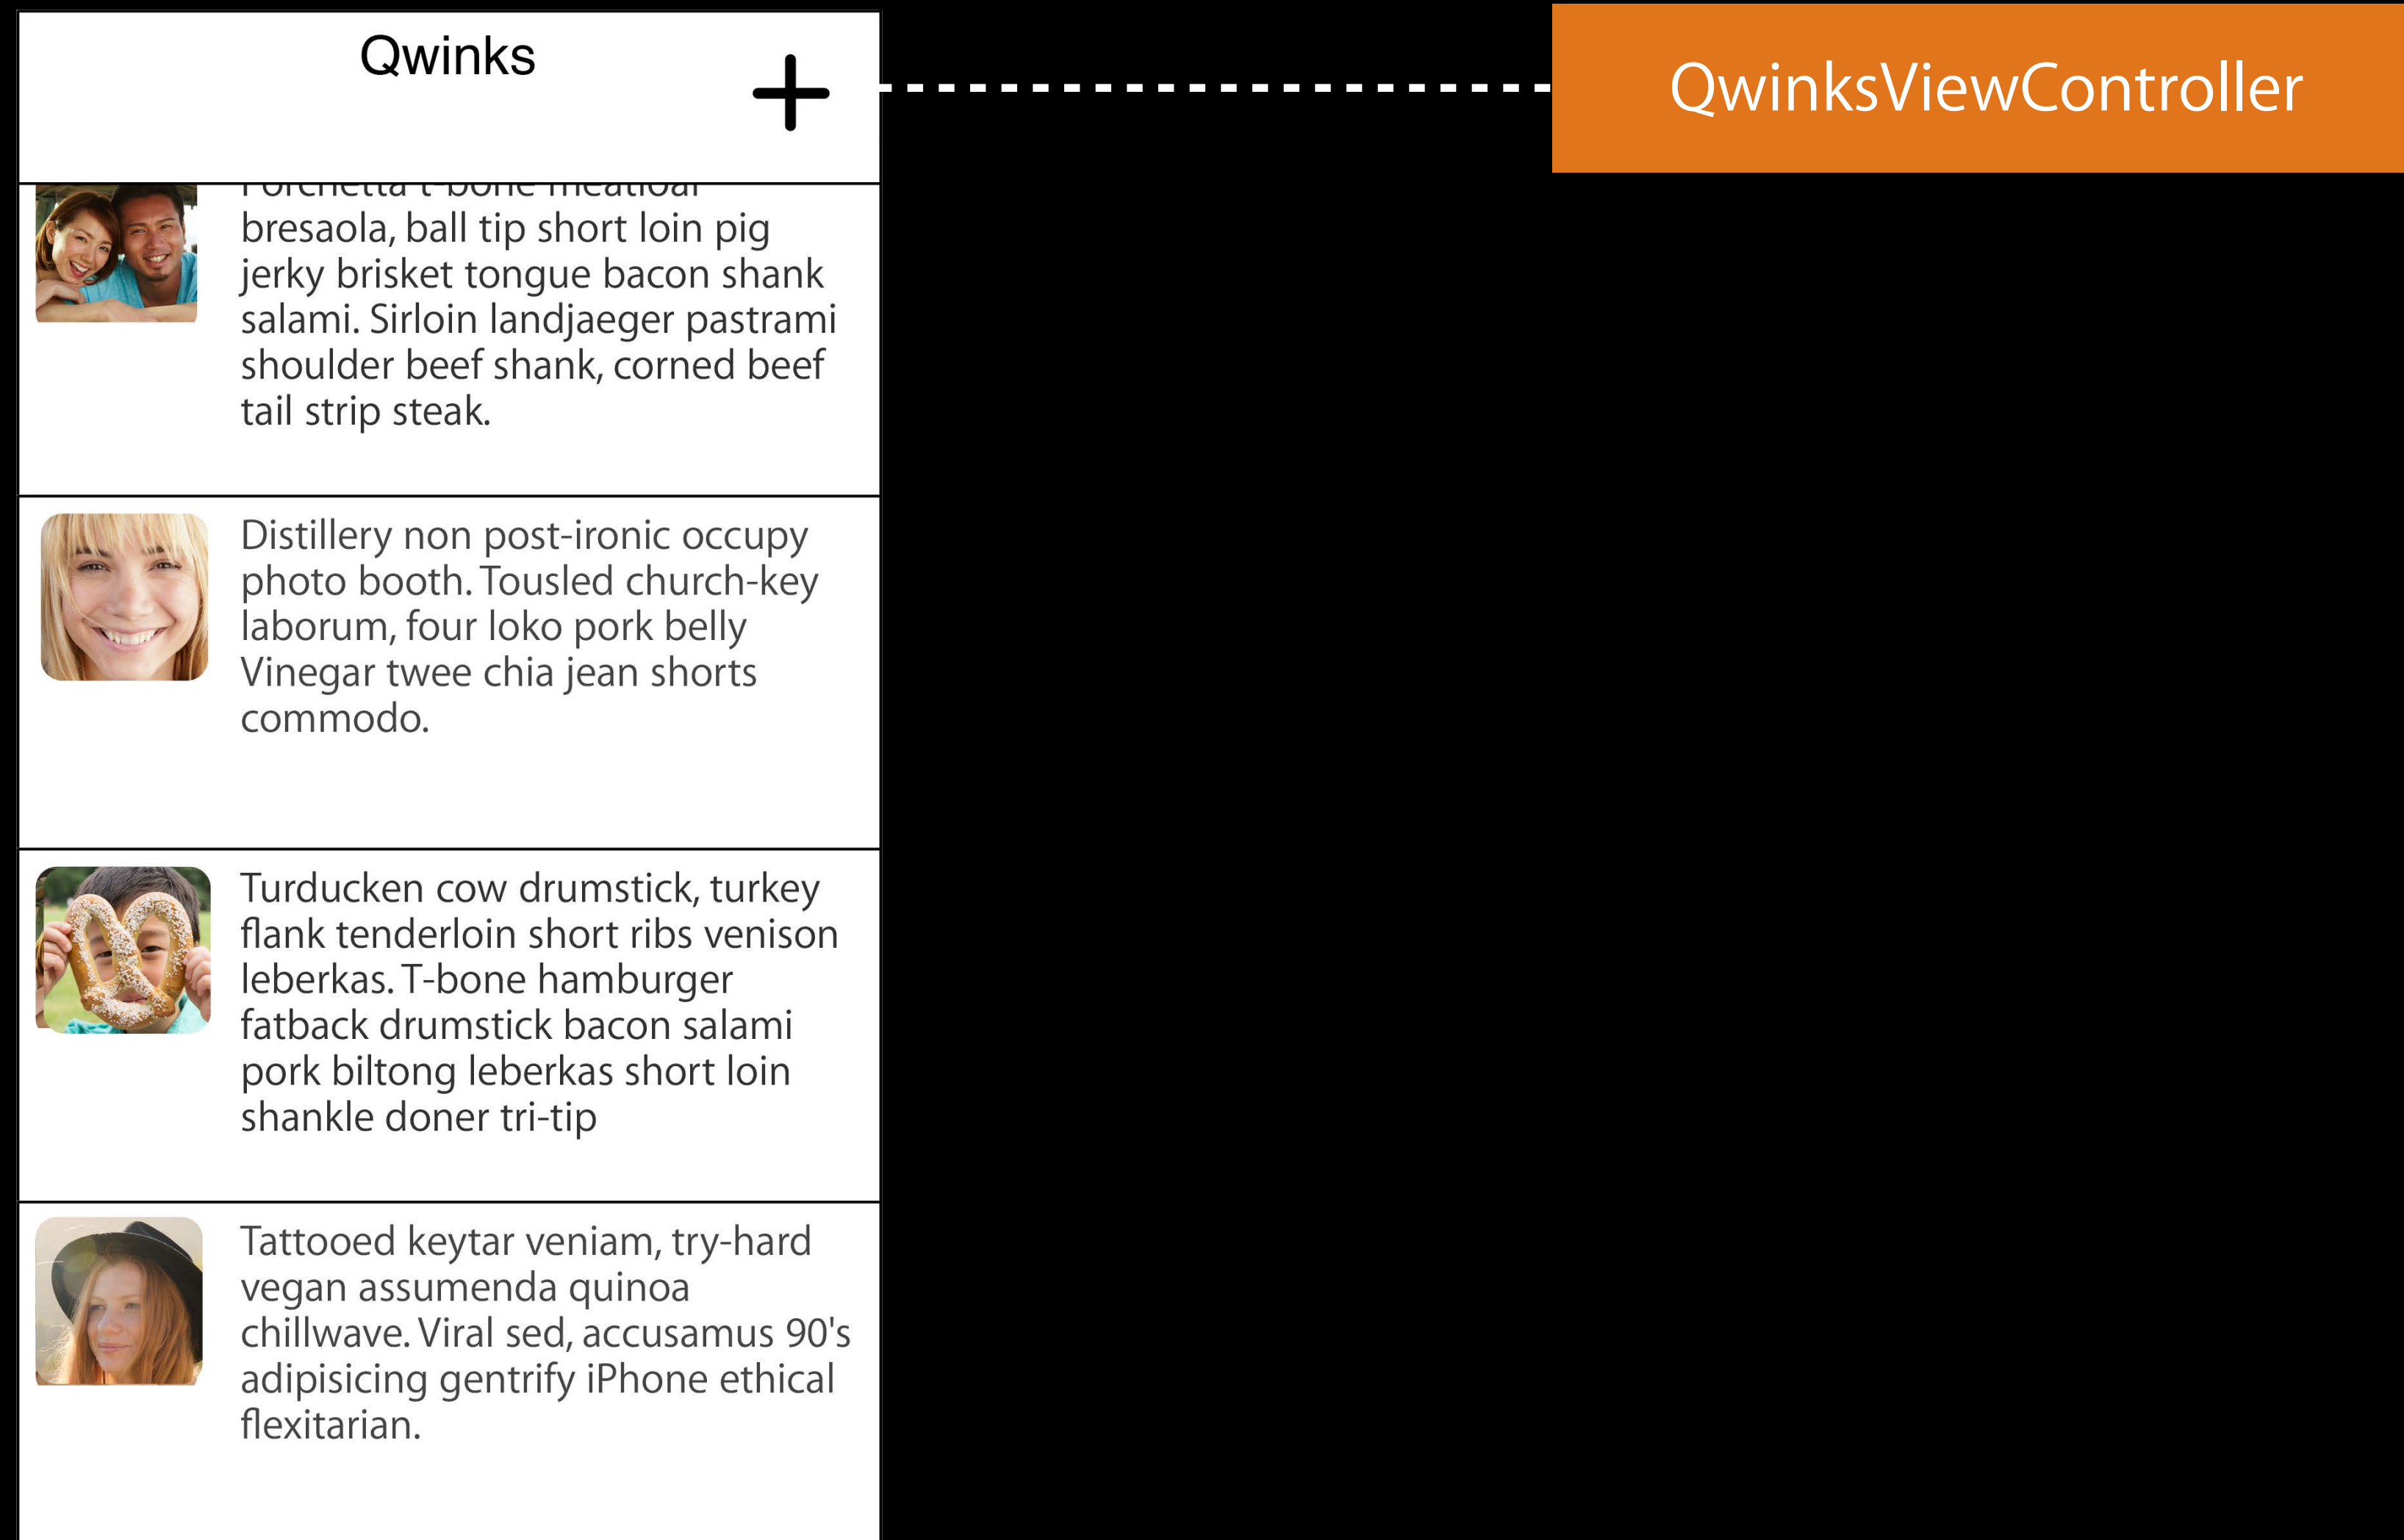 Qwinks
QwinksViewController
Porchetta t-bone meatloaf
bresaola, ball tip short loin pig
jerky brisket tongue bacon shank
salami. Sirloin landjaeger pastrami
shoulder beef shank, corned beef
tail strip steak.
Distillery non post-ironic occupy
photo booth. Tousled church-key
laborum, four loko pork belly
Vinegar twee chia jean shorts
commodo.
Turducken cow drumstick, turkey
flank tenderloin short ribs venison
leberkas. T-bone hamburger
fatback drumstick bacon salami
pork biltong leberkas short loin
shankle doner tri-tip
Tattooed keytar veniam, try-hard
vegan assumenda quinoa
chillwave. Viral sed, accusamus 90's
adipisicing gentrify iPhone ethical
flexitarian.